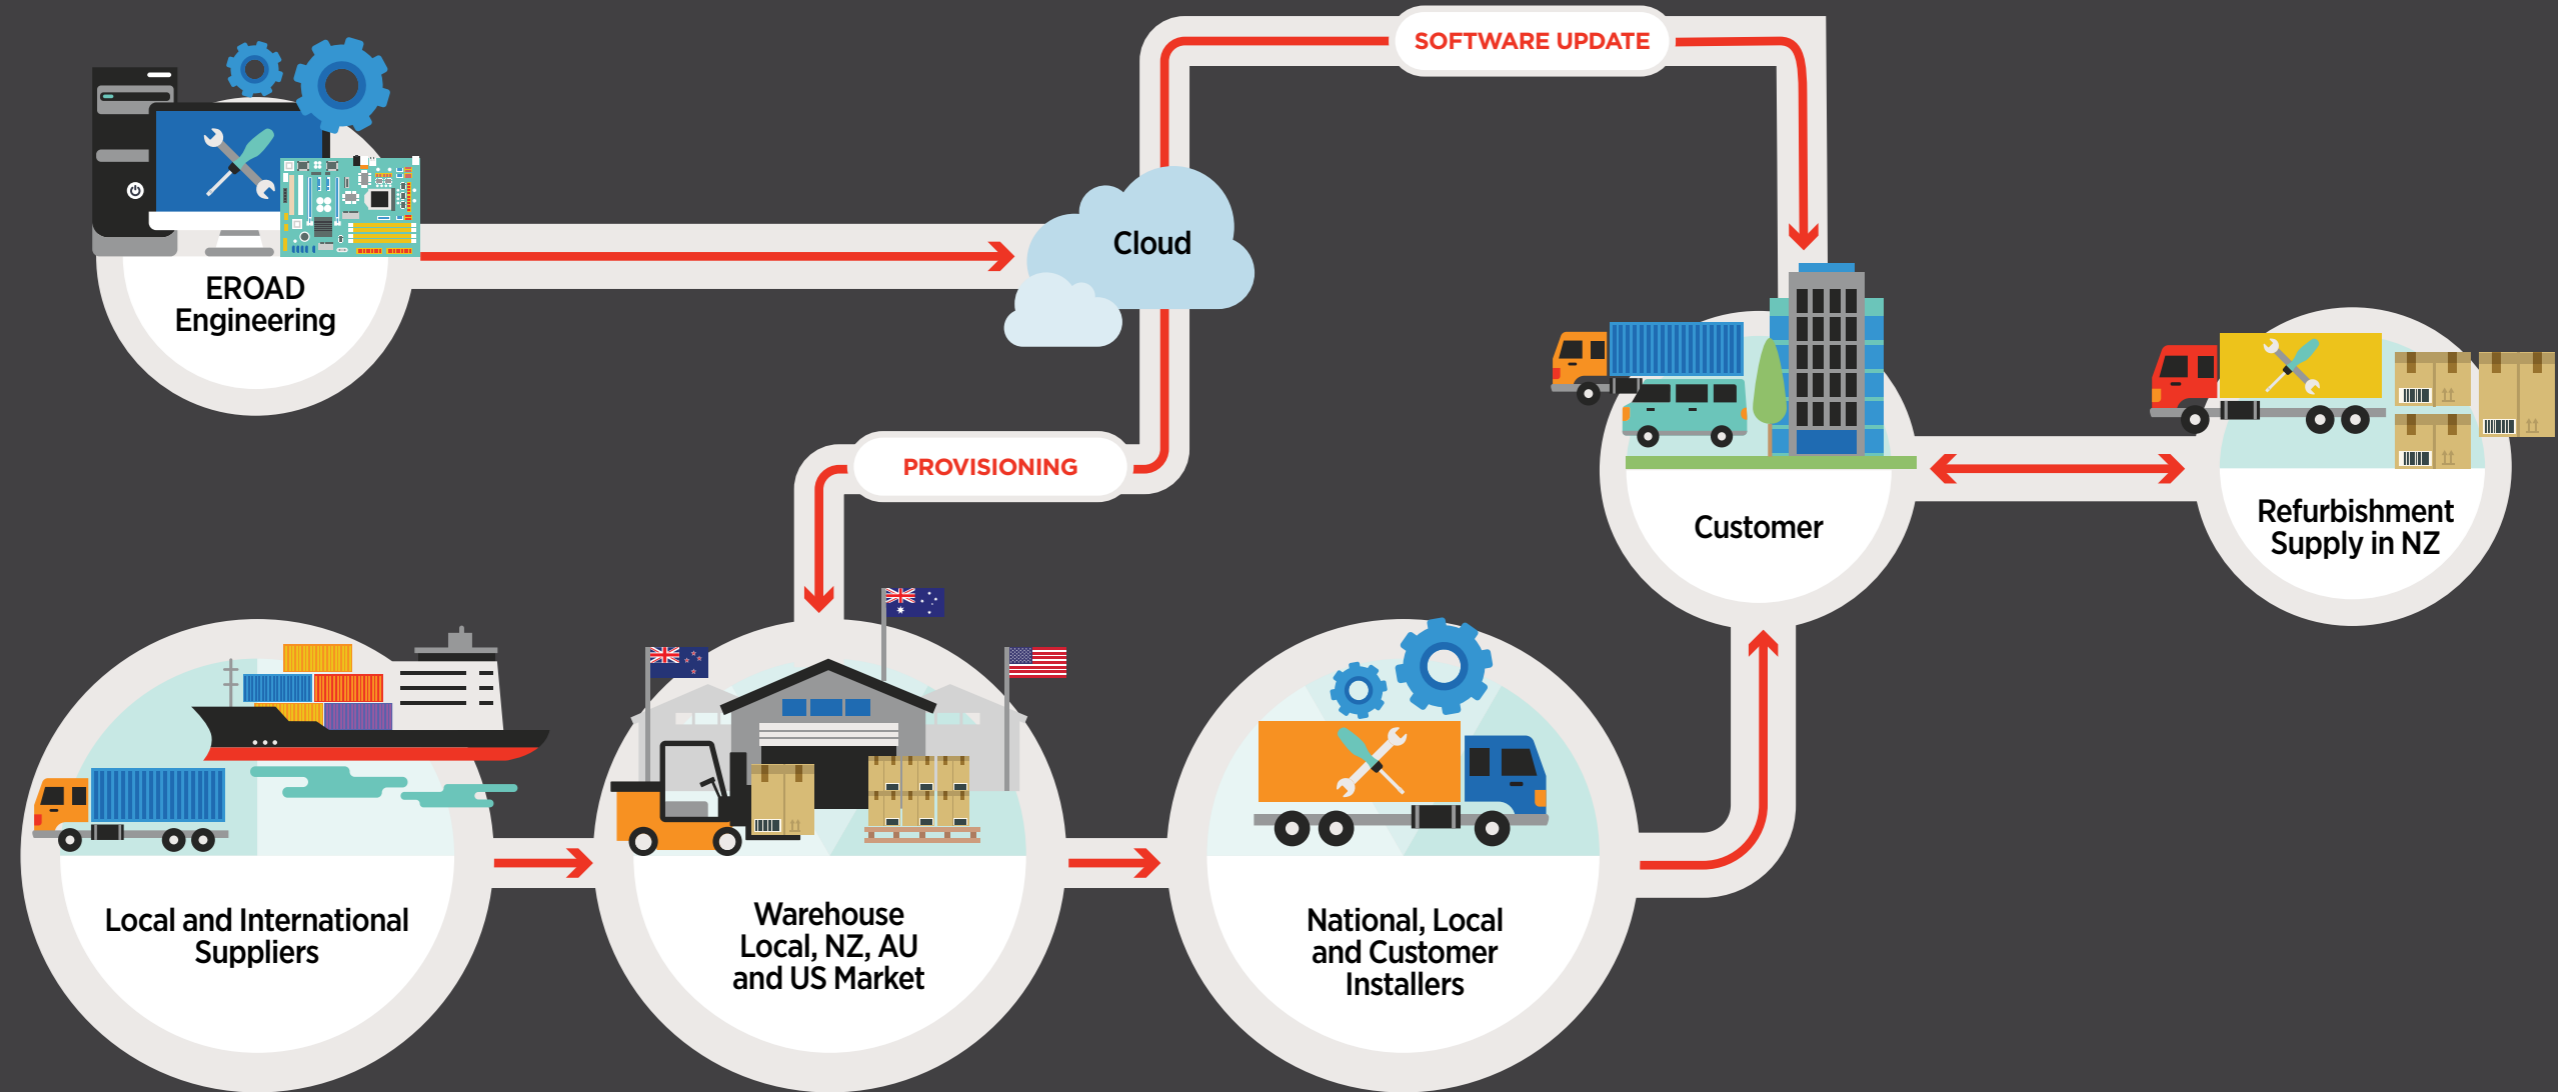 SOFTWARE UPDATE
Cloud
EROAD
Engineering
PROVISIONING
Customer
Refurbishment
Supply in NZ
Local and International
Suppliers
Warehouse
Local, NZ, AU
and US Market
National, Local
and Customer
Installers